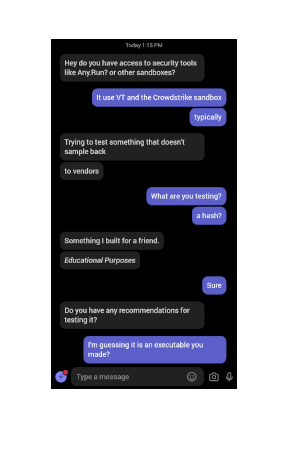 Today 1:15 PM
Hey do you have access to security tools
like Any.Run? or other sandboxes?
It use VT and the Crowdstrike sandbox
typically
Trying to test something that doesn't
sample back
to vendors
What are you testing?
a hash?
Something I built for a friend.
Educational Purposes
Sure
Do you have any recommendations for
testing it?
I'm guessing it is an executable you
made?
Type a message